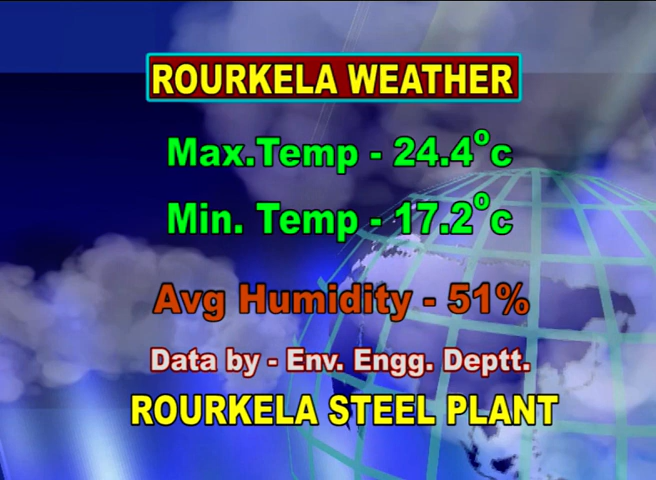 ROURKELA WEATHER
Max.Temp - 24.4°c
Min. Temp - 17.2°c
Avg Humidity - 51%
Data by - Env. Engg. Deptt.
ROURKELA STEEL PLANT